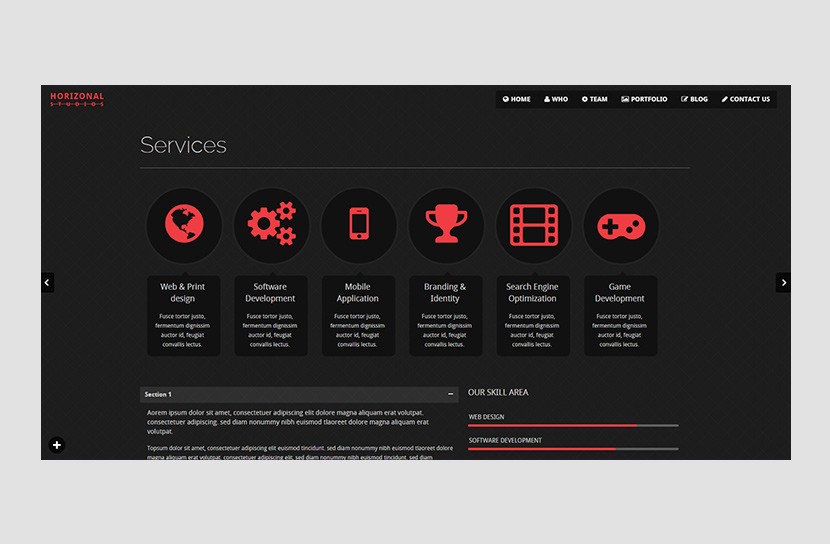 HORIZONAL
STUDIOS
HOME WHO TEAM PORTFOLIO BLOG CONTACT US
Services
Web & Print
design
Fusce tortor justo,
fermentum dignissim
auctor id, feugiat
convallis lectus.
Software
Development
Fusce tortor justo,
fermentum dignissim
auctor id, feugiat
convallis lectus.
Mobile
Application
Fusce tortor justo,
fermentum dignissim
auctor id, feugiat
convallis lectus.
Branding &
Identity
Fusce tortor justo,
fermentum dignissim
auctor id, feugiat
convallis lectus.
Search Engine
Optimization
Fusce tortor justo,
fermentum dignissim
auctor id, feugiat
convallis lectus.
Game
Development
Fusce tortor justo,
fermentum dignissim
auctor id, feugiat
convallis lectus.
Section 1
Aorem ipsum dolor sit amet, consectetuer adipiscing elit dolore magna aliquam erat volutpat,
consectetuer adipiscing. sed diam nonummy nibh euismod tlaoreet dolore magna aliquam erat
volutpat.
Topsum dolor sit amet, consectetuer adipiscing elit euismod, sed diam nonummy nibh euismod tlaoreet dolore
magna aliquam erat volutpat. consectetuer adipiscing elit, sed diam nonummy nibh euismod tincidunt, sed diam
OUR SKILL AREA
WEB DESIGN
SOFTWARE DEVELOPMENT